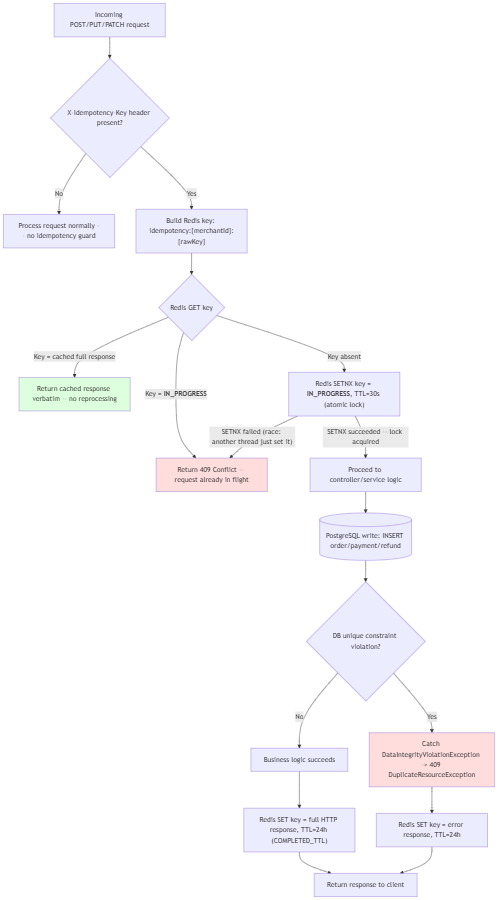 Incoming
POST/PUT/PATCH request
X-Idempotency-Key header
present?
No
Yes
Process request normally -
- no idempotency guard
Build Redis key:
idempotency:[merchantId]:
[rawKey]
Redis GET key
Key = cached full response
Key absent
Return cached response
verbatim -- no reprocessing
Key = IN_PROGRESS
Redis SETNX key =
IN_PROGRESS, TTL=30s
(atomic lock)
SETNX failed (race:
another thread just set it)
SETNX succeeded -- lock
acquired
Return 409 Conflict --
request already in flight
Proceed to
controller/service logic
PostgreSQL write: INSERT
order/payment/refund
DB unique constraint
violation?
No
Yes
Business logic succeeds
Catch
DataIntegrityViolationException
> 409
DuplicateResourceException
Redis SET key = full HTTP
response, TTL=24h
(COMPLETED_TTL)
Redis SET key = error
response, TTL=24h
Return response to client